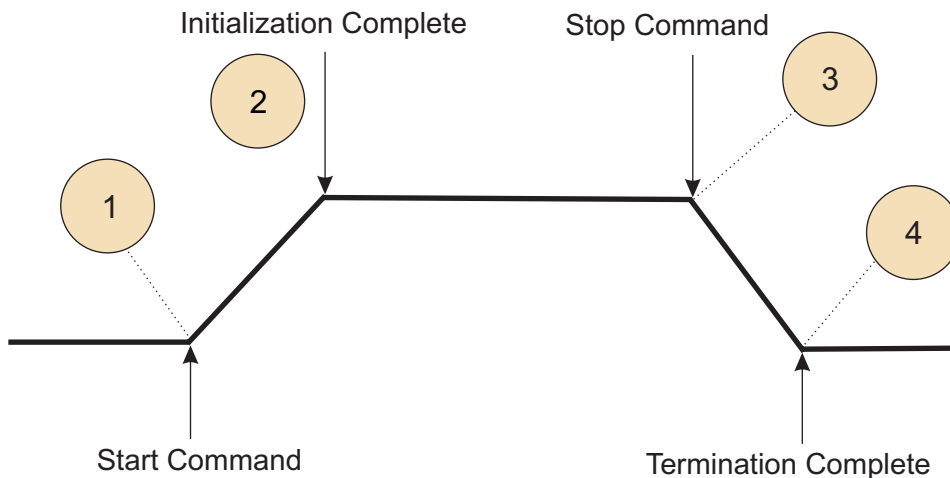 Initialization Complete
Stop Command
2
3
1
4
Start Command
Termination Complete